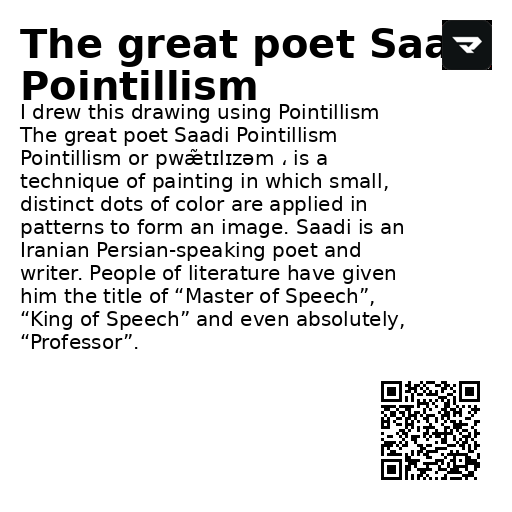 The great poet Saa
Pointillism
I drew this drawing using Pointillism
The great poet Saadi Pointillism
Pointillism or pwæ̃tɪlɪzəm ، is a
technique of painting in which small,
distinct dots of color are applied in
patterns to form an image. Saadi is an
Iranian Persian-speaking poet and
writer. People of literature have given
him the title of “Master of Speech”,
“King of Speech” and even absolutely,
“Professor”.